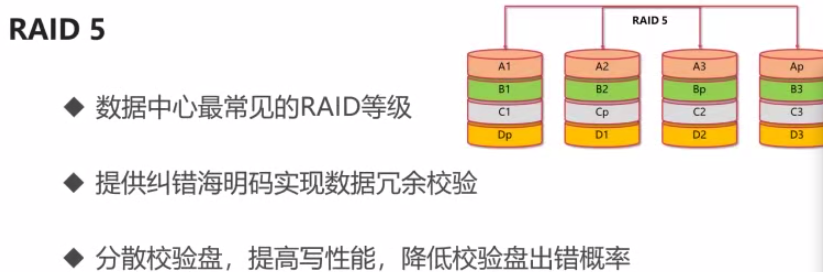 RAID 5
RAID 5
A1 A2 A3 Ap
B1 B2 Bp B3
C1 Cp C2 C3
Dp D1 D2 D3
◆ 数据中心最常见的RAID等级
◆ 提供纠错海明码实现数据冗余校验
◆ 分散校验盘，提高写性能，降低校验盘出错概率